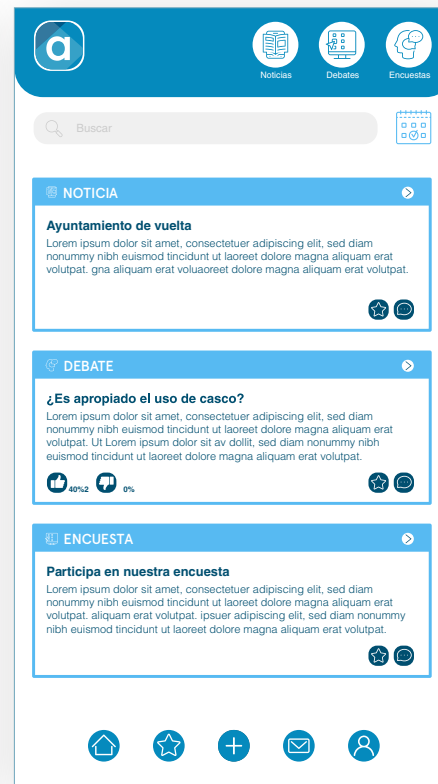 a
Noticias Debates Encuestas
Buscar
NOTICIA
Ayuntamiento de vuelta
Lorem ipsum dolor sit amet, consectetuer adipiscing elit, sed diam
nonummy nibh euismod tincidunt ut laoreet dolore magna aliquam erat
volutpat. gna aliquam erat voluaoreet dolore magna aliquam erat volutpat.
DEBATE
¿Es apropiado el uso de casco?
Lorem ipsum dolor sit amet, consectetuer adipiscing elit, sed diam
nonummy nibh euismod tincidunt ut laoreet dolore magna aliquam erat
volutpat. Ut Lorem ipsum dolor sit av dollit, sed diam nonummy nibh
euismod tincidunt ut laoreet dolore magna aliquam erat volutpat.
40%2 0%
ENCUESTA
Participa en nuestra encuesta
Lorem ipsum dolor sit amet, consectetuer adipiscing elit, sed diam
nonummy nibh euismod tincidunt ut laoreet dolore magna aliquam erat
volutpat. aliquam erat volutpat. ipsuer adipiscing elit, sed diam nonummy
nibh euismod tincidunt ut laoreet dolore magna aliquam erat volutpat.